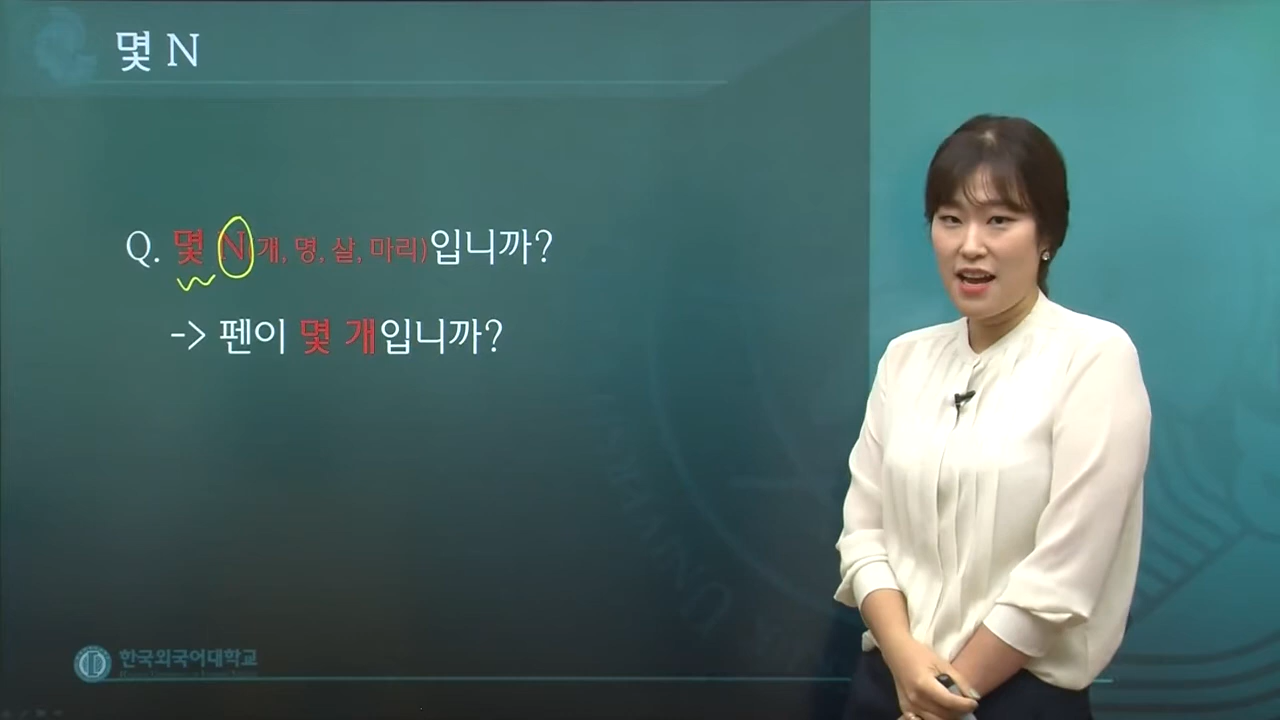 몇 N
Q. 몇 N(개, 명, 살, 마리)입니까?
-> 펜이 몇 개입니까?
한국외국어대학교